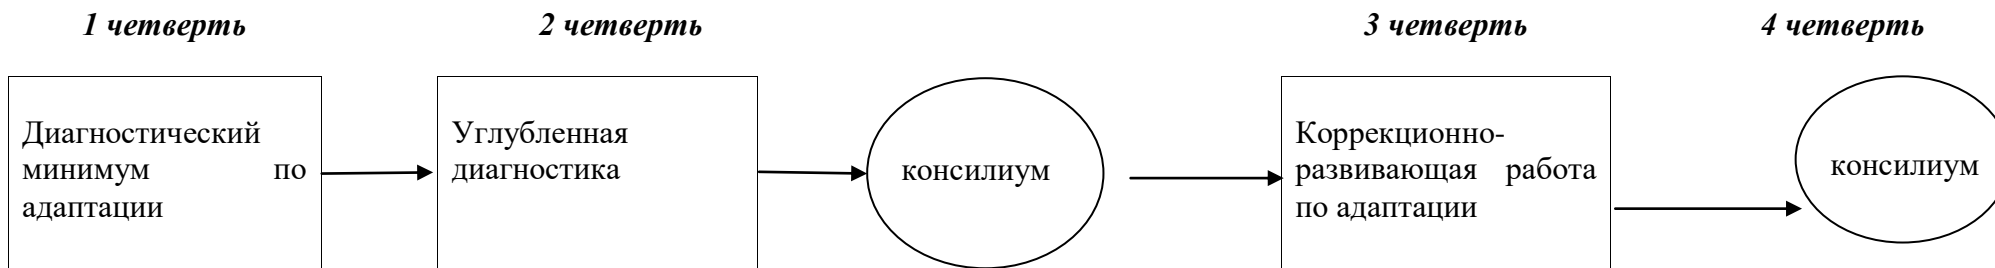 1 четверть
2 четверть
3 четверть
4 четверть
Диагностический
минимум по
адаптации
Углубленная
диагностика
консилиум
Коррекционно-
развивающая работа
по адаптации
консилиум